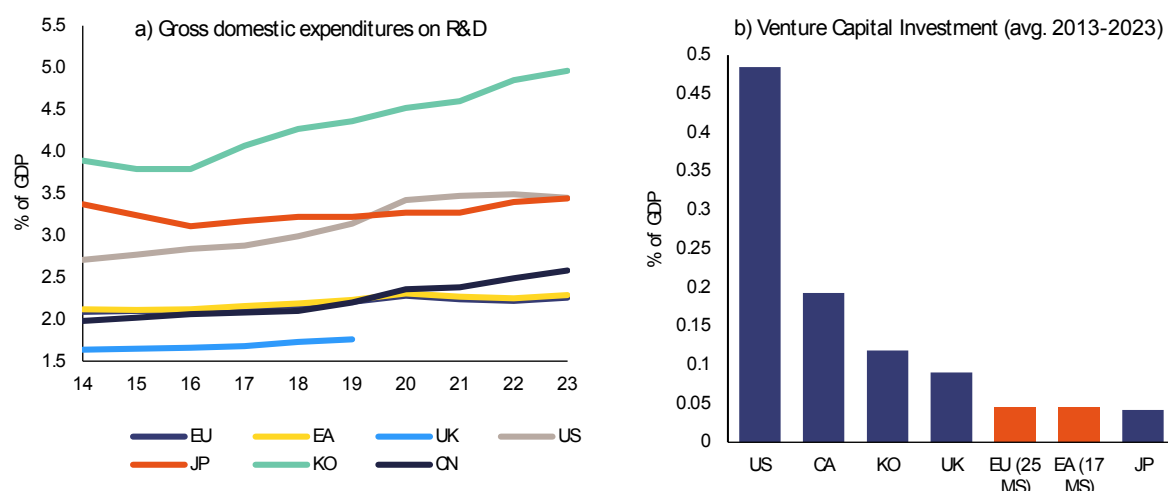 a) Gross domestic expenditures on R&D
% of GDP
5.5
5.0
4.5
4.0
3.5
3.0
2.5
2.0
1.5
14 15 16 17 18 19 20 21 22 23
EU EA UK US
JP KO CN
b) Venture Capital Investment (avg. 2013-2023)
% of GDP
0.5
0.45
0.4
0.35
0.3
0.25
0.2
0.15
0.1
0.05
0
US CA KO UK EU (25 MS) EA (17 MS) JP